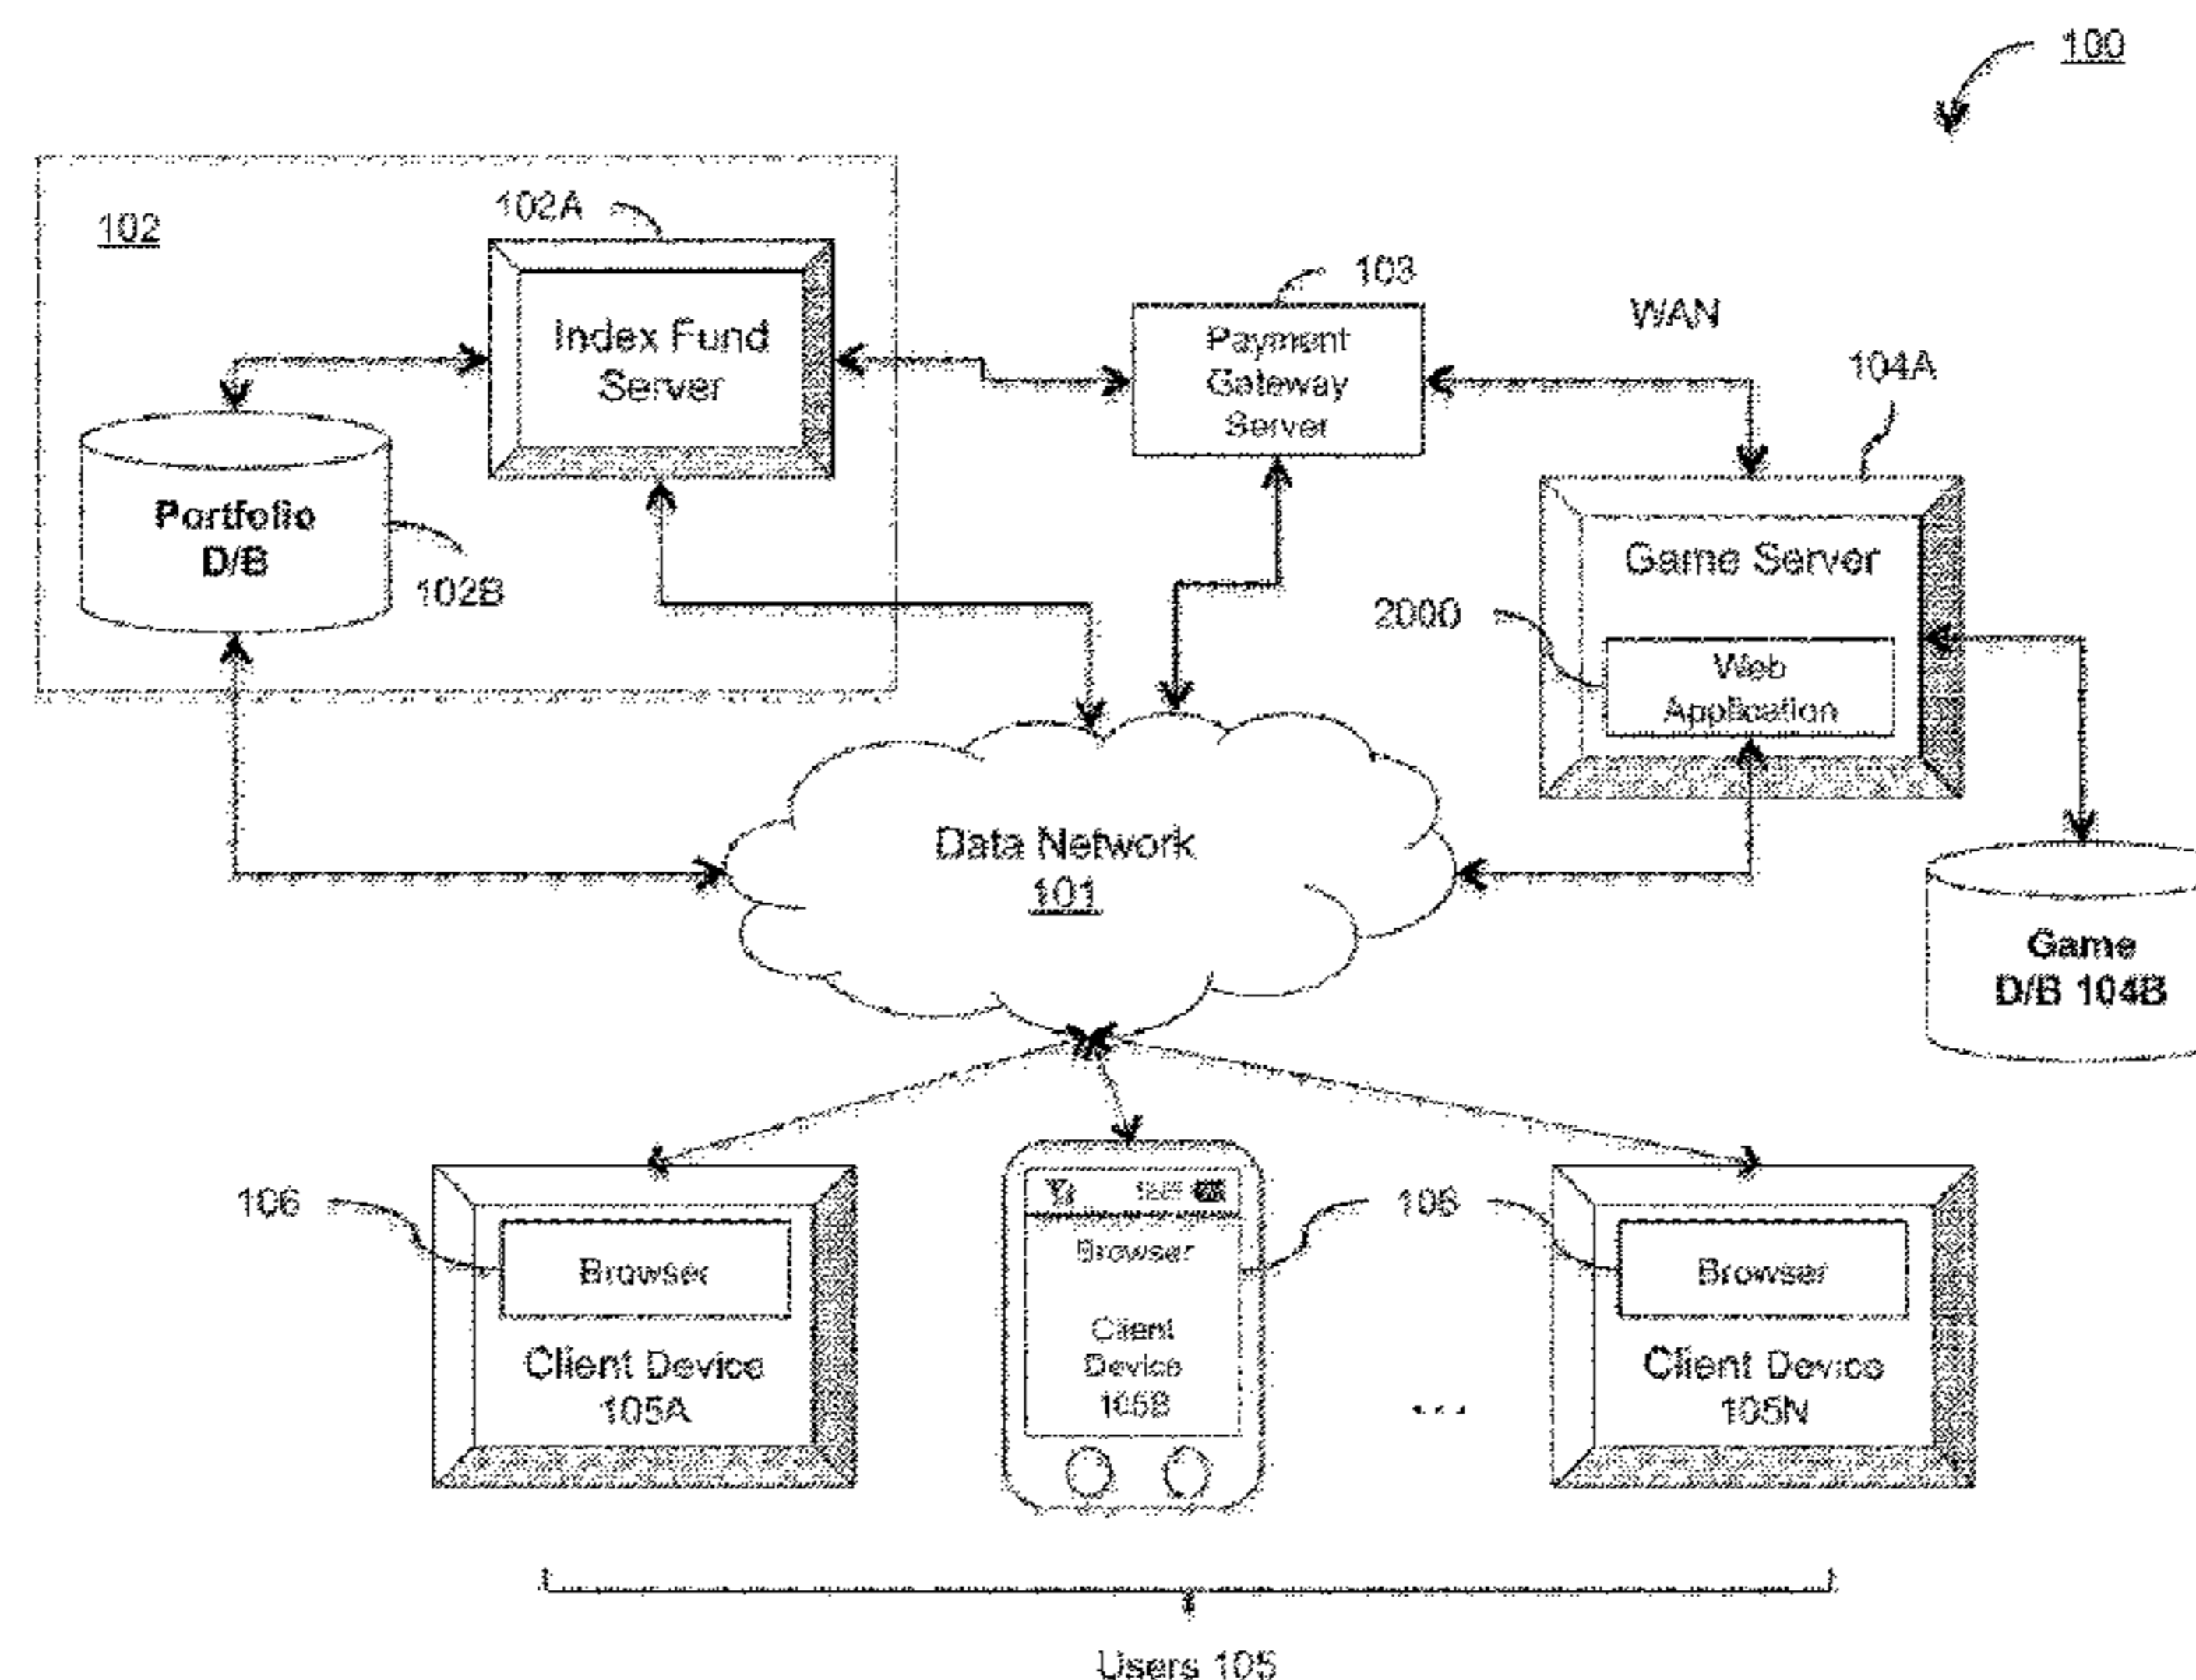 100
102
102A
Index Fund
Server
Portfolio
D/B
102B
103
Payment
Gateway
Server
WAN
104A
Game Server
2000
Web
Application
Data Network
101
Game
D/B 104B
106
Browser
Client Device
105A
Browser
Client
Device
105B
106
...
Browser
Client Device
105N
Users 105